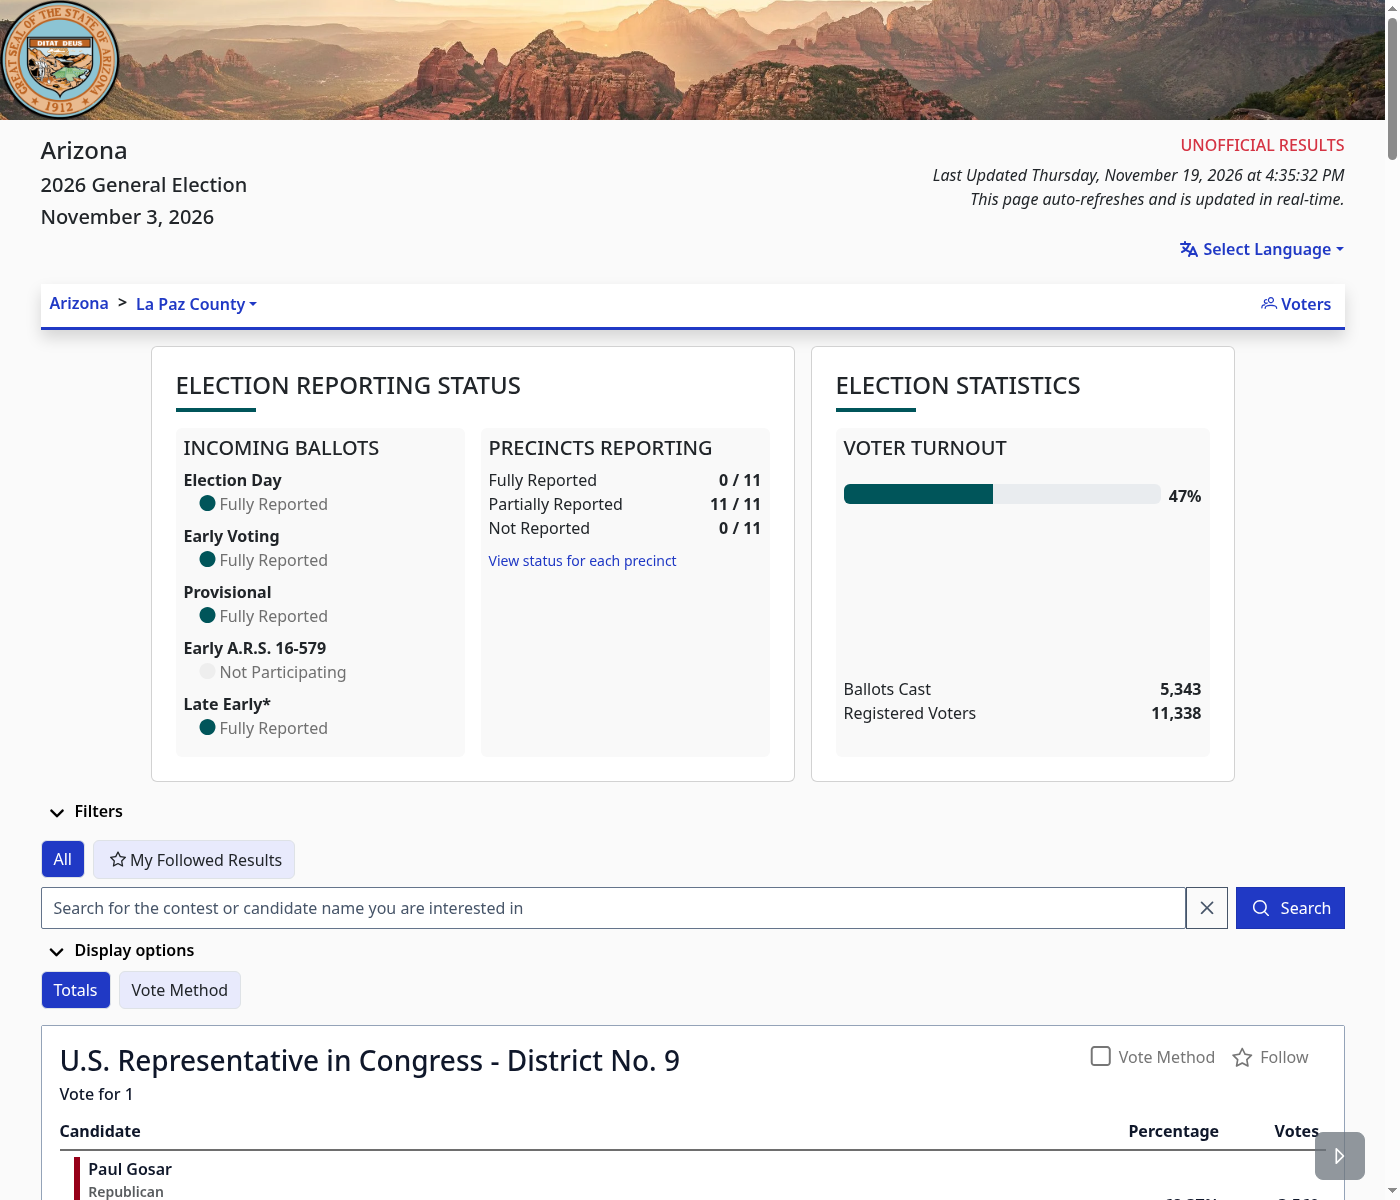 GREAT SEAL OF THE STATE OF ARIZONA
DITAT DEUS
1912
Arizona
2026 General Election
November 3, 2026
UNOFFICIAL RESULTS
Last Updated Thursday, November 19, 2026 at 4:35:32 PM
This page auto-refreshes and is updated in real-time.
Select Language
Arizona > La Paz County
Voters
ELECTION REPORTING STATUS
INCOMING BALLOTS
Election Day
Fully Reported
Early Voting
Fully Reported
Provisional
Fully Reported
Early A.R.S. 16-579
Not Participating
Late Early*
Fully Reported
PRECINCTS REPORTING
Fully Reported 0 / 11
Partially Reported 11 / 11
Not Reported 0 / 11
View status for each precinct
ELECTION STATISTICS
VOTER TURNOUT
47%
Ballots Cast 5,343
Registered Voters 11,338
Filters
All My Followed Results
Search for the contest or candidate name you are interested in
Search
Display options
Totals Vote Method
U.S. Representative in Congress - District No. 9
Vote Method Follow
Vote for 1
Candidate Percentage Votes
Paul Gosar
Republican